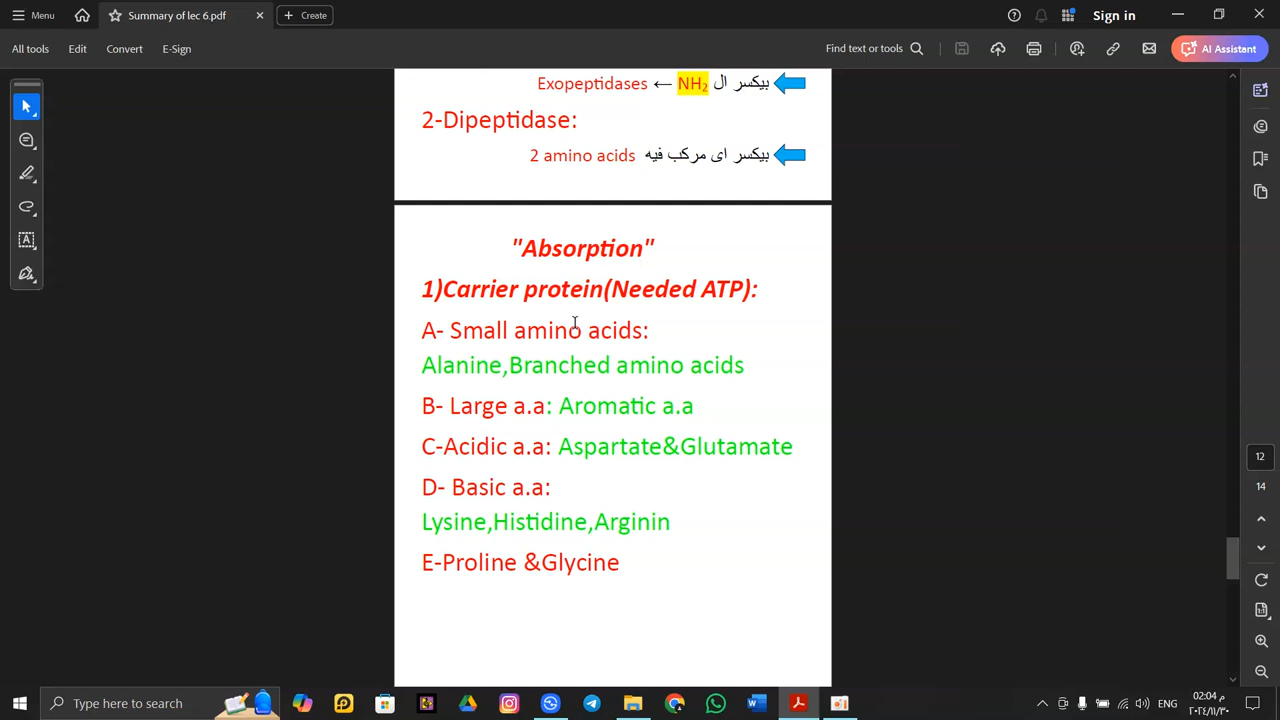 Menu
Summary of lec 6.pdf
Create
Sign in
All tools
Edit
Convert
E-Sign
Find text or tools
AI Assistant
بيكسر ال NH₂ ← Exopeptidases
2-Dipeptidase:
بيكسر اى مركب فيه 2 amino acids
"Absorption"
1)Carrier protein(Needed ATP):
A- Small amino acids:
Alanine,Branched amino acids
B- Large a.a: Aromatic a.a
C-Acidic a.a: Aspartate&Glutamate
D- Basic a.a:
Lysine,Histidine,Arginin
E-Proline &Glycine
12
14
Type here to search
ENG
02:04 م